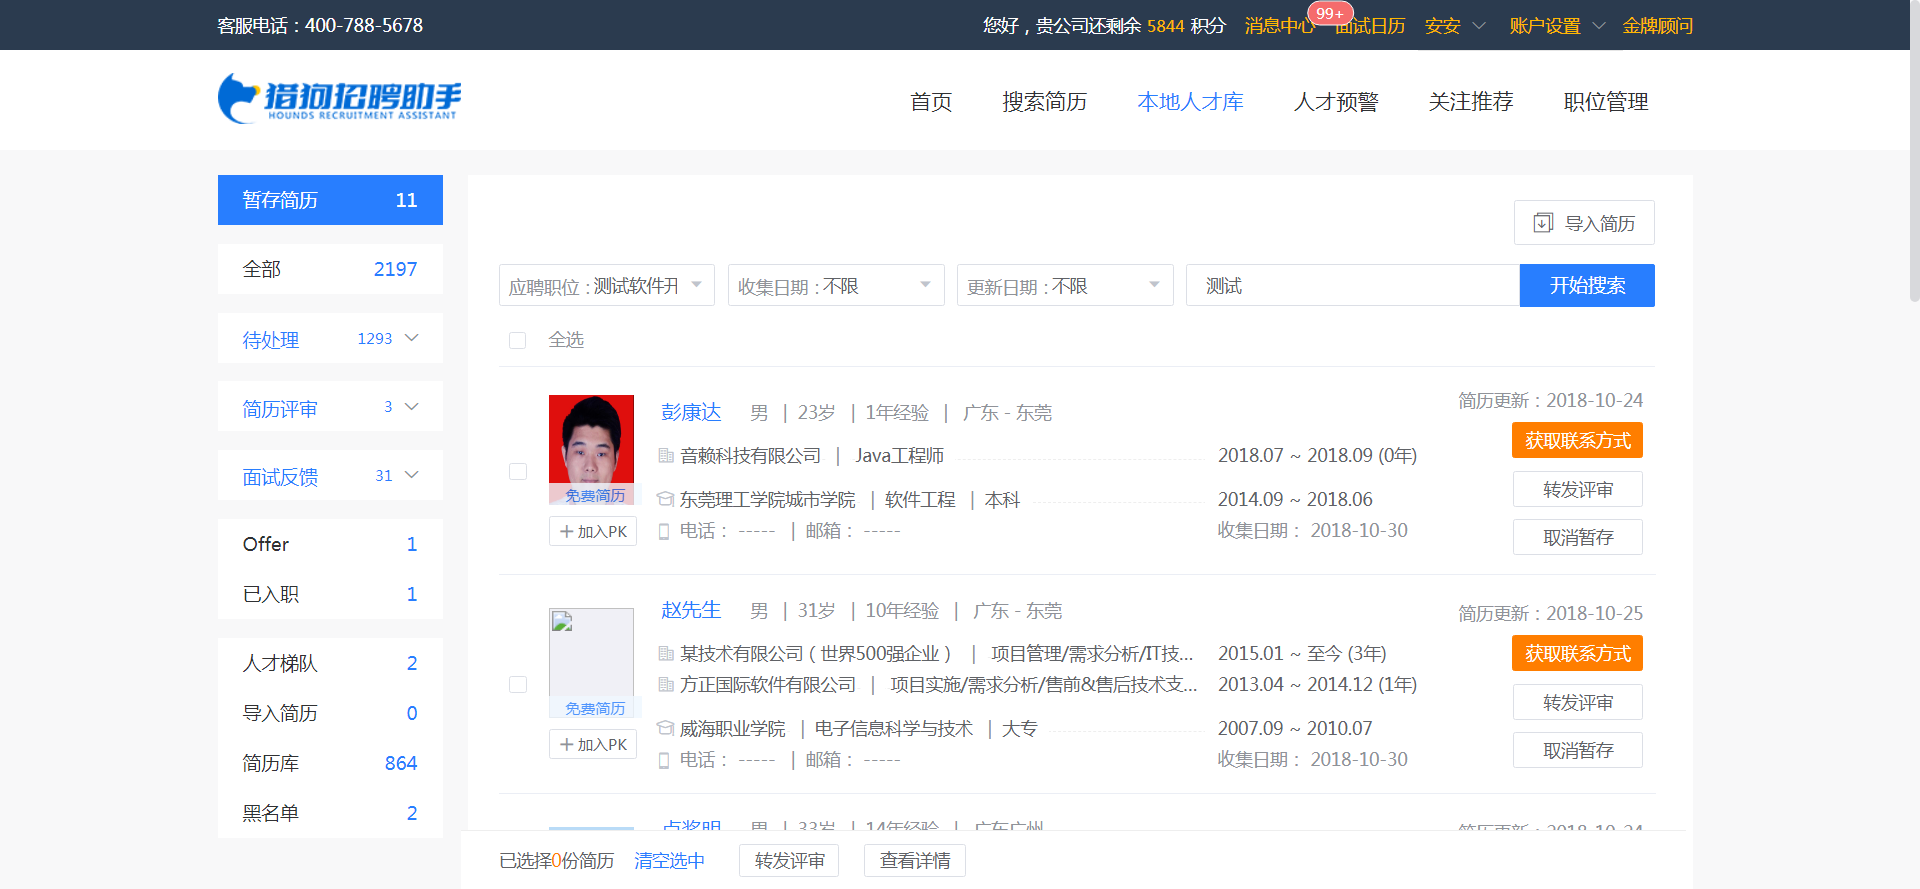 客服电话：400-788-5678
您好，贵公司还剩余 5844 积分 消息中心 99+ 面试日历 安安 账户设置 金牌顾问
猎狗招聘助手
HOUNDS RECRUITMENT ASSISTANT
首页 搜索简历 本地人才库 人才预警 关注推荐 职位管理
暂存简历 11
全部 2197
待处理 1293
简历评审 3
面试反馈 31
Offer 1
已入职 1
人才梯队 2
导入简历 0
简历库 864
黑名单 2
导入简历
应聘职位：测试软件开 收集日期：不限 更新日期：不限 测试 开始搜索
全选
彭康达 男 | 23岁 | 1年经验 | 广东 - 东莞
简历更新：2018-10-24
获取联系方式
音赖科技有限公司 | Java工程师 2018.07 ~ 2018.09 (0年)
转发评审
免费简历
东莞理工学院城市学院 | 软件工程 | 本科 2014.09 ~ 2018.06
加入PK
电话： ----- | 邮箱： ----- 收集日期： 2018-10-30
取消暂存
赵先生 男 | 31岁 | 10年经验 | 广东 - 东莞
简历更新：2018-10-25
获取联系方式
某技术有限公司（世界500强企业） | 项目管理/需求分析/IT技... 2015.01 ~ 至今 (3年)
方正国际软件有限公司 | 项目实施/需求分析/售前&售后技术支... 2013.04 ~ 2014.12 (1年)
转发评审
免费简历
威海职业学院 | 电子信息科学与技术 | 大专 2007.09 ~ 2010.07
加入PK
电话： ----- | 邮箱： ----- 收集日期： 2018-10-30
取消暂存
男 | 33岁 | 14年经验 | 广东广州
简历更新：2018-10-24
已选择0份简历 清空选中 转发评审 查看详情